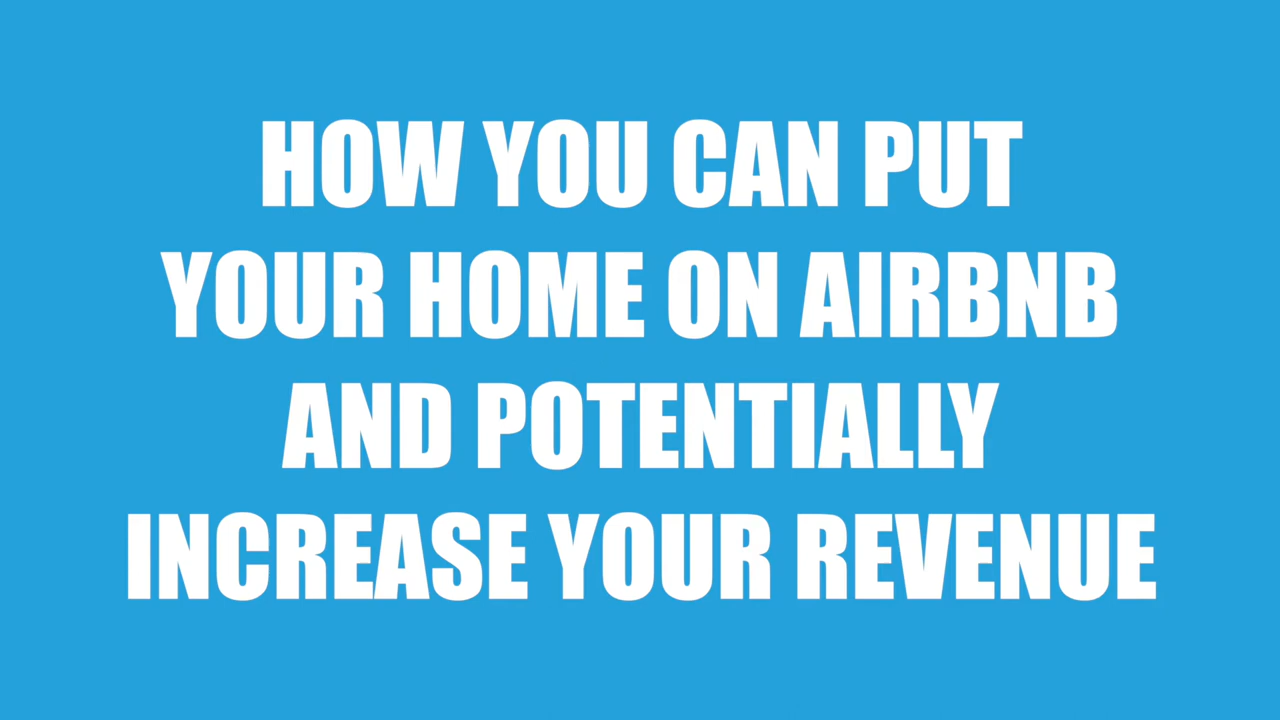 HOW YOU CAN PUT
YOUR HOME ON AIRBNB
AND POTENTIALLY
INCREASE YOUR REVENUE